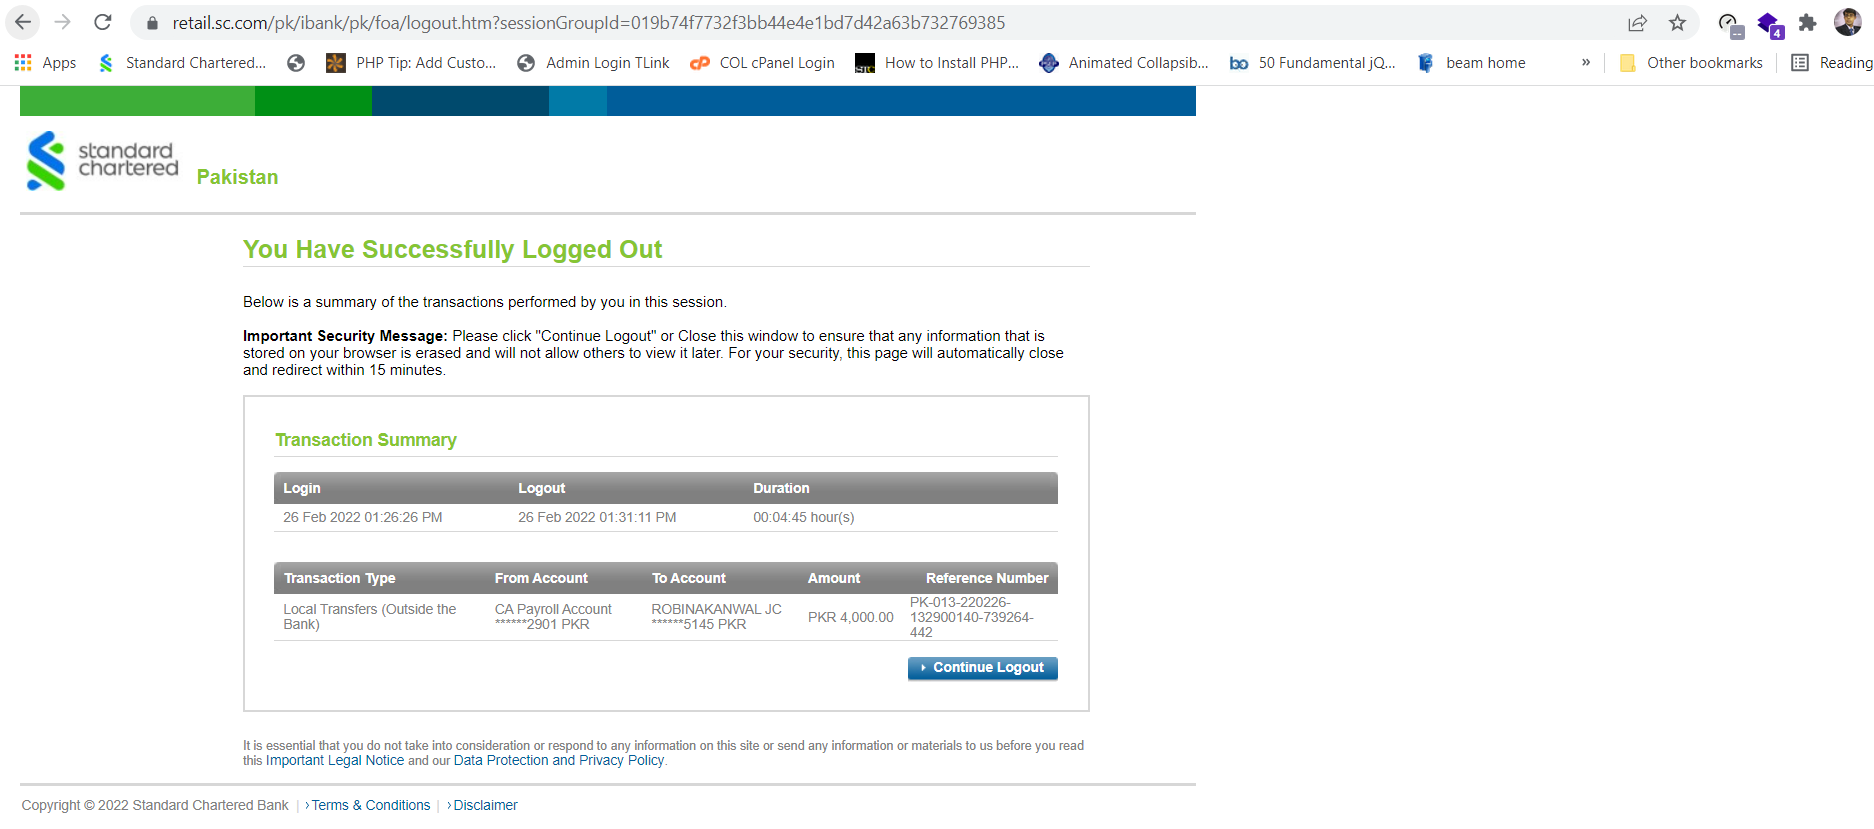 retail.sc.com/pk/ibank/pk/foa/logout.htm?sessionGroupId=019b74f7732f3bb44e4e1bd7d42a63b732769385
Apps Standard Chartered... PHP Tip: Add Custo... Admin Login TLink cP COL cPanel Login How to Install PHP... Animated Collapsib... 50 Fundamental jQ... beam home » Other bookmarks Reading
4
standard
chartered
Pakistan
You Have Successfully Logged Out
Below is a summary of the transactions performed by you in this session.
Important Security Message: Please click "Continue Logout" or Close this window to ensure that any information that is
stored on your browser is erased and will not allow others to view it later. For your security, this page will automatically close
and redirect within 15 minutes.
Transaction Summary
Login Logout Duration
26 Feb 2022 01:26:26 PM 26 Feb 2022 01:31:11 PM 00:04:45 hour(s)
Transaction Type From Account To Account Amount Reference Number
Local Transfers (Outside the
Bank)
CA Payroll Account
******2901 PKR
ROBINAKANWAL JC
******5145 PKR
PKR 4,000.00
PK-013-220226-
132900140-739264-
442
Continue Logout
It is essential that you do not take into consideration or respond to any information on this site or send any information or materials to us before you read
this Important Legal Notice and our Data Protection and Privacy Policy.
Copyright © 2022 Standard Chartered Bank | ›Terms & Conditions | ›Disclaimer